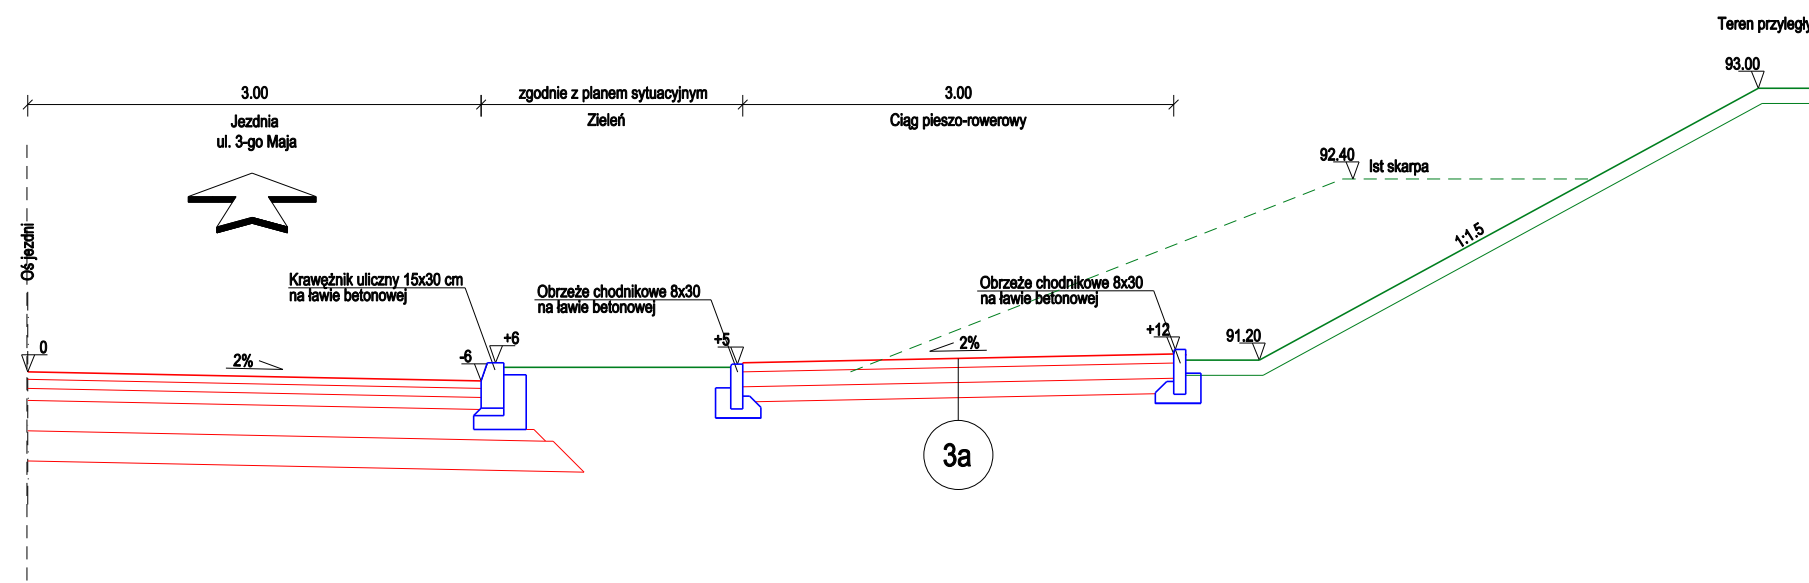 Teren przyległy
93.00
3.00
zgodnie z planem sytuacyjnym
3.00
Jezdnia
ul. 3-go Maja
Zieleń
Ciąg pieszo-rowerowy
92.40
Ist skarpa
Oś jezdni
1:1.5
Krawężnik uliczny 15x30 cm
na ławie betonowej
Obrzeże chodnikowe 8x30
na ławie betonowej
Obrzeże chodnikowe 8x30
na ławie betonowej
0
2%
-6
+6
+5
2%
+12
91.20
3a